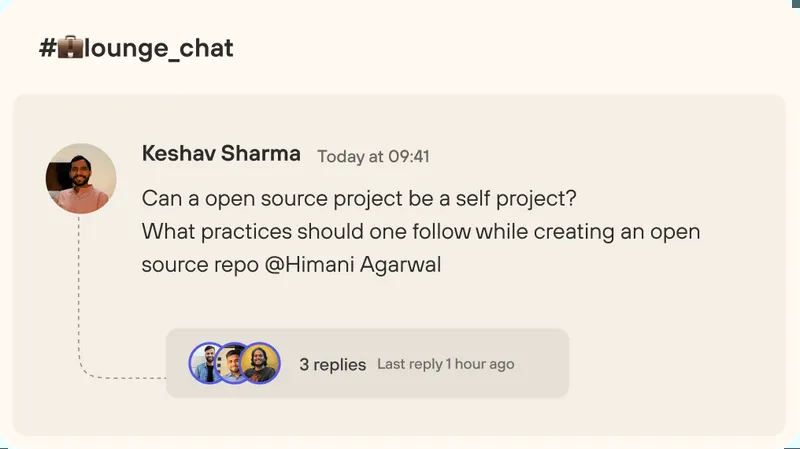 #💼lounge_chat
Keshav Sharma Today at 09:41
Can a open source project be a self project?
What practices should one follow while creating an open
source repo @Himani Agarwal
3 replies Last reply 1 hour ago